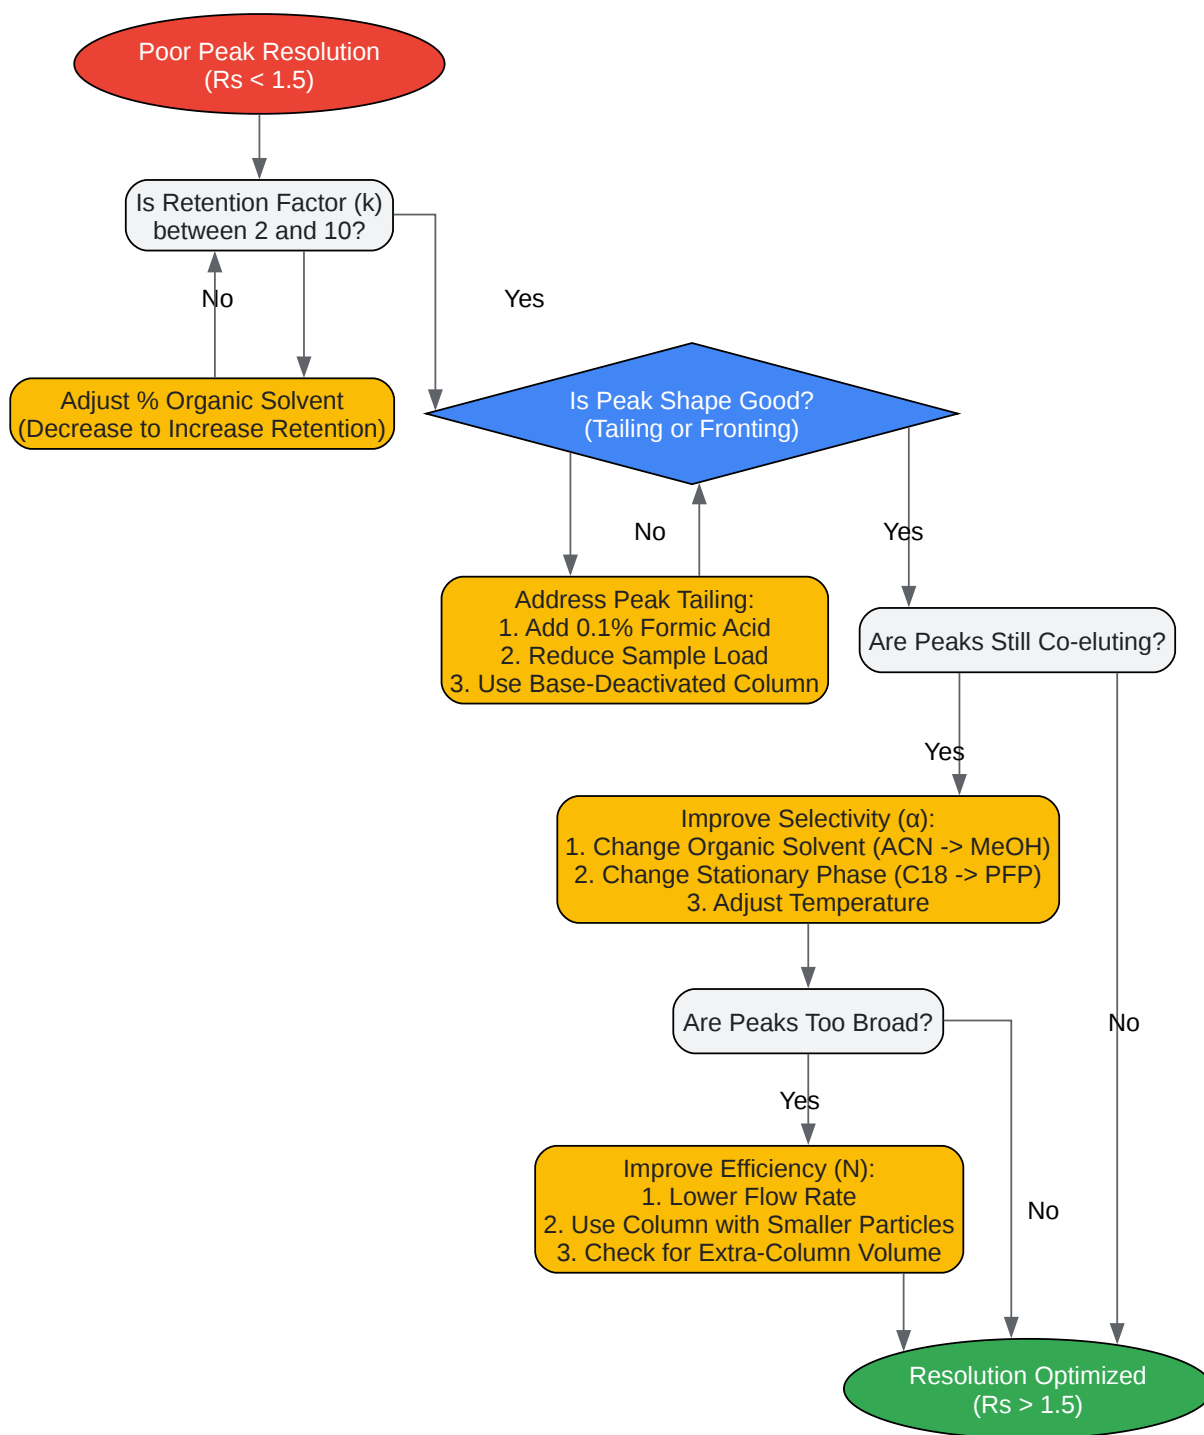 Poor Peak Resolution
(Rs < 1.5)
Is Retention Factor (k)
between 2 and 10?
No
Yes
Adjust % Organic Solvent
(Decrease to Increase Retention)
Is Peak Shape Good?
(Tailing or Fronting)
No
Yes
Address Peak Tailing:
1. Add 0.1% Formic Acid
2. Reduce Sample Load
3. Use Base-Deactivated Column
Are Peaks Still Co-eluting?
Yes
Improve Selectivity (α):
1. Change Organic Solvent (ACN -> MeOH)
2. Change Stationary Phase (C18 -> PFP)
3. Adjust Temperature
Are Peaks Too Broad?
No
Yes
Improve Efficiency (N):
1. Lower Flow Rate
2. Use Column with Smaller Particles
3. Check for Extra-Column Volume
No
Resolution Optimized
(Rs > 1.5)